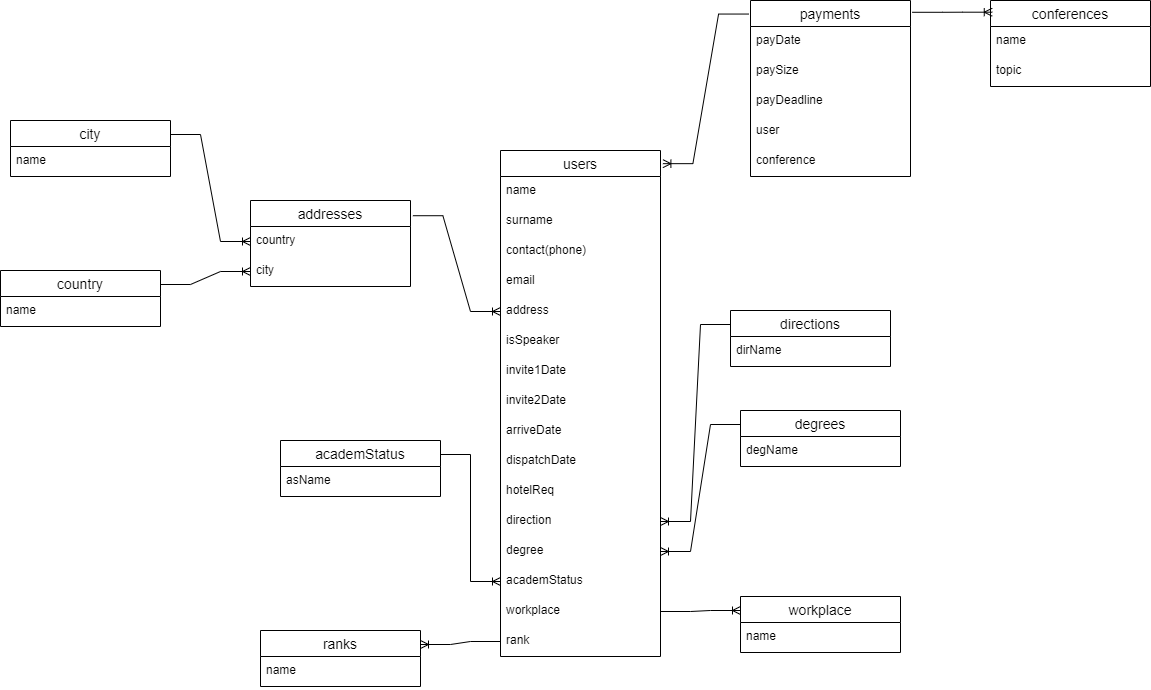 payments
payDate
paySize
payDeadline
user
conference
conferences
name
topic
city
name
country
name
addresses
country
city
users
name
surname
contact(phone)
email
address
isSpeaker
invite1Date
invite2Date
arriveDate
dispatchDate
hotelReq
direction
degree
academStatus
workplace
rank
directions
dirName
degrees
degName
academStatus
asName
workplace
name
ranks
name